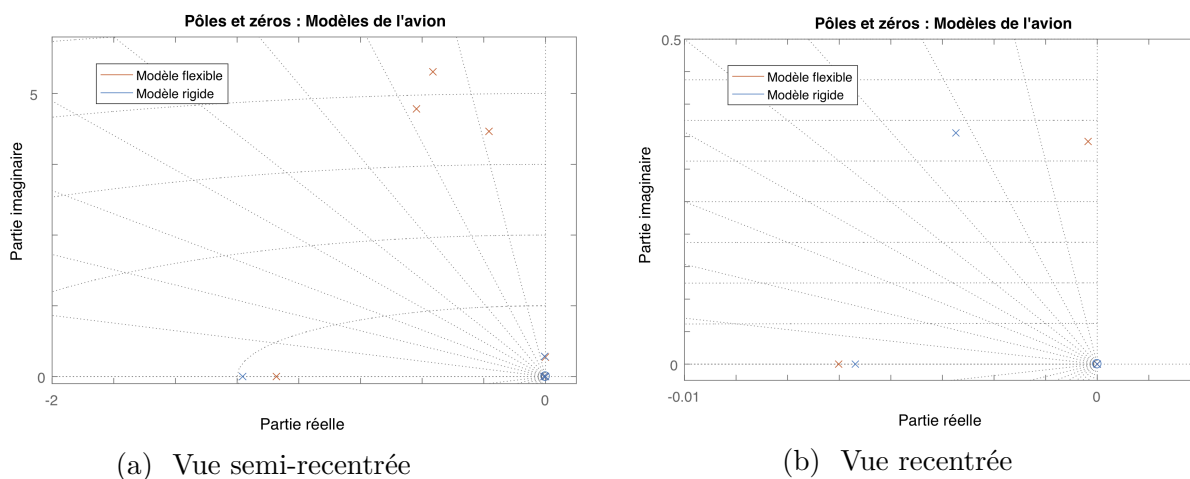 Pôles et zéros : Modèles de l'avion
5
Modèle flexible
Modèle rigide
Partie imaginaire
0
-2
0
Partie réelle
(a) Vue semi-recentrée
Pôles et zéros : Modèles de l'avion
0.5
Modèle flexible
Modèle rigide
Partie imaginaire
0
-0.01
0
Partie réelle
(b) Vue recentrée